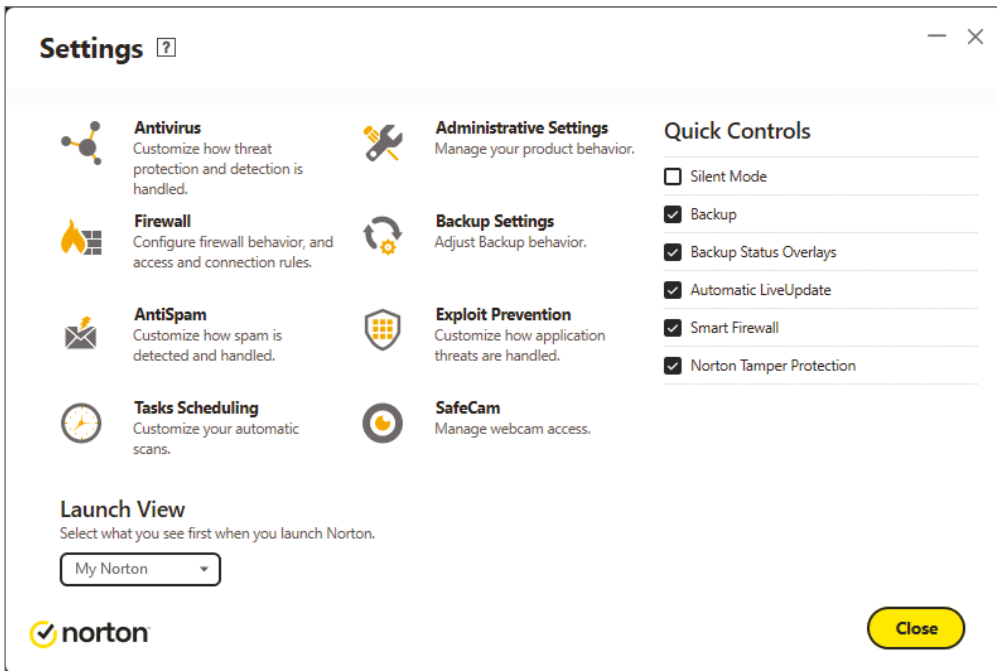 Settings ?
Antivirus
Customize how threat
protection and detection is
handled.
Firewall
Configure firewall behavior, and
access and connection rules.
AntiSpam
Customize how spam is
detected and handled.
Tasks Scheduling
Customize your automatic
scans.
Administrative Settings
Manage your product behavior.
Backup Settings
Adjust Backup behavior.
Exploit Prevention
Customize how application
threats are handled.
SafeCam
Manage webcam access.
Quick Controls
Silent Mode
Backup
Backup Status Overlays
Automatic LiveUpdate
Smart Firewall
Norton Tamper Protection
Launch View
Select what you see first when you launch Norton.
My Norton
norton
Close